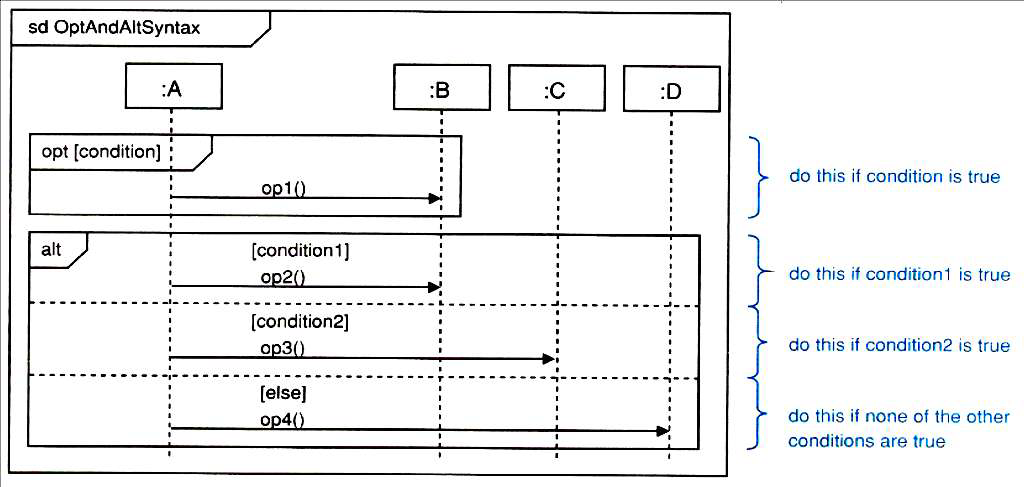 sd OptAndAltSyntax
:A
:B
:C
:D
opt [condition]
op1()
do this if condition is true
alt
[condition1]
op2()
do this if condition1 is true
[condition2]
op3()
do this if condition2 is true
[else]
op4()
do this if none of the other
conditions are true